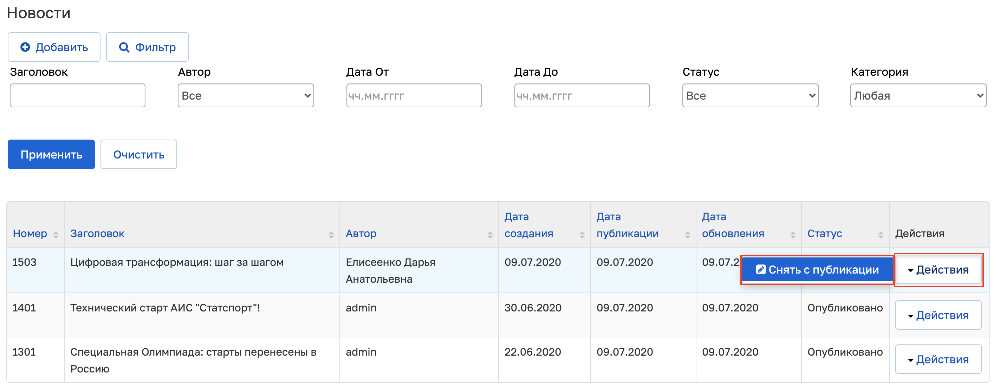 Новости
Добавить Фильтр
Заголовок Автор Дата От Дата До Статус Категория
Все чч.мм.гггг чч.мм.гггг Все Любая
Применить Очистить
Дата Дата Дата
Номер Заголовок Автор создания публикации обновления Статус Действия
1503 Цифровая трансформация: шаг за шагом Елисеенко Дарья 09.07.2020 09.07.2020 09.07.2 Снять с публикации Действия
Анатольевна
1401 Технический старт АИС "Статспорт"! admin 30.06.2020 09.07.2020 09.07.2020 Опубликовано Действия
1301 Специальная Олимпиада: старты перенесены в admin 22.06.2020 09.07.2020 09.07.2020 Опубликовано Действия
Россию